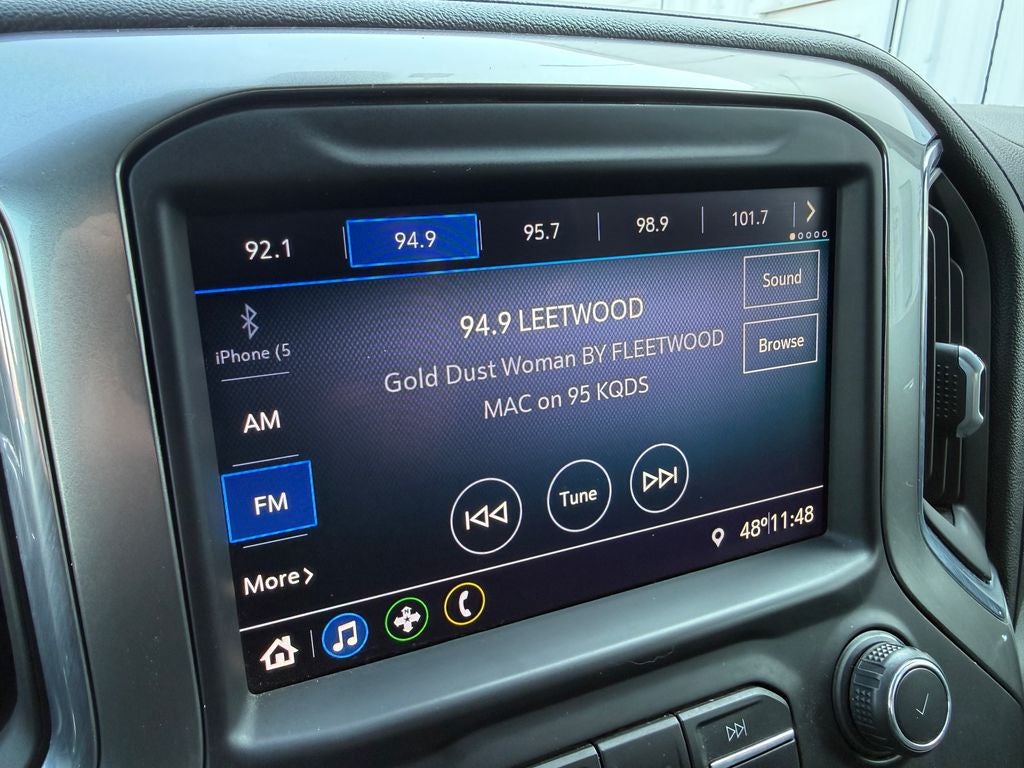 92.1 94.9 95.7 98.9 101.7
Sound
Browse
iPhone (5
AM
FM
More
94.9 LEETWOOD
Gold Dust Woman BY FLEETWOOD
MAC on 95 KQDS
Tune
48° 11:48